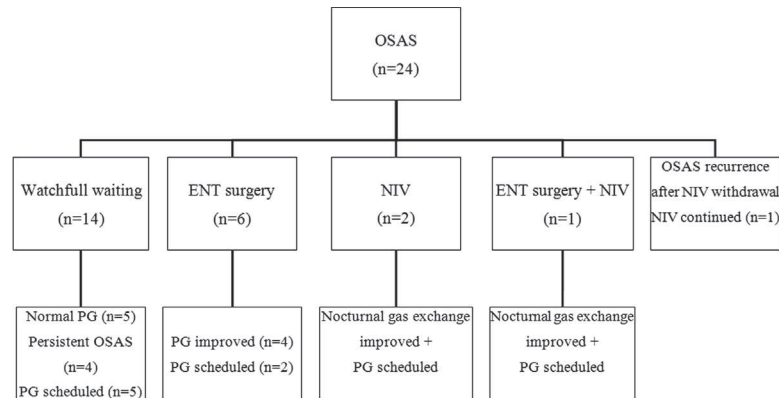 OSAS
(n=24)
Watchfull waiting
(n=14)
ENT surgery
(n=6)
NIV
(n=2)
ENT surgery + NIV
(n=1)
OSAS recurrence
after NIV withdrawal
NIV continued (n=1)
Normal PG (n=5)
Persistent OSAS
(n=4)
PG scheduled (n=5)
PG improved (n=4)
PG scheduled (n=2)
Nocturnal gas exchange
improved +
PG scheduled
Nocturnal gas exchange
improved +
PG scheduled